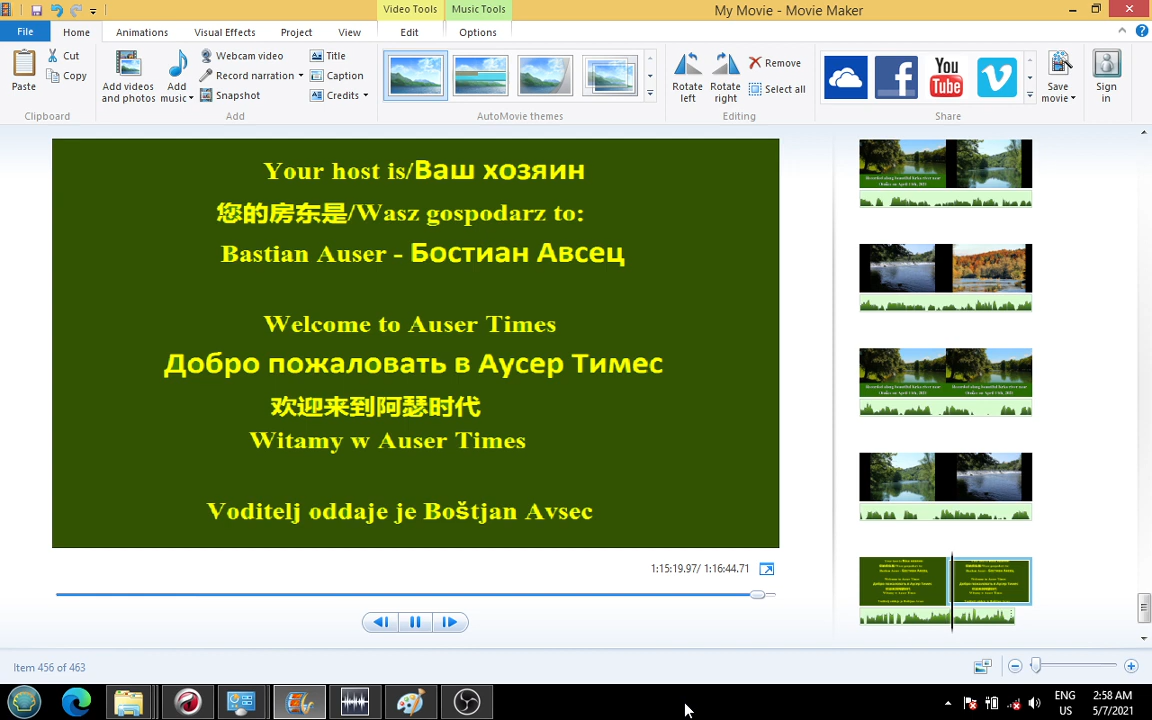 Video Tools
Music Tools
My Movie - Movie Maker
File
Home
Animations
Visual Effects
Project
View
Edit
Options
Paste
Cut
Copy
Clipboard
Add videos
and photos
Add
music
Webcam video
Record narration
Snapshot
Title
Caption
Credits
Add
AutoMovie themes
Rotate
left
Rotate
right
Remove
Select all
Editing
You
Tube
Share
Save
movie
Sign
in
Your host is/Ваш хозяин
您的房东是/Wasz gospodarz to:
Bastian Auser - Бостиан Авсец
Welcome to Auser Times
Добро пожаловать в Аусер Тимес
欢迎来到阿瑟时代
Witamy w Auser Times
Voditelj oddaje je Boštjan Avsec
1:15:19.97/ 1:16:44.71
Item 456 of 463
ENG
US
2:58 AM
5/7/2021